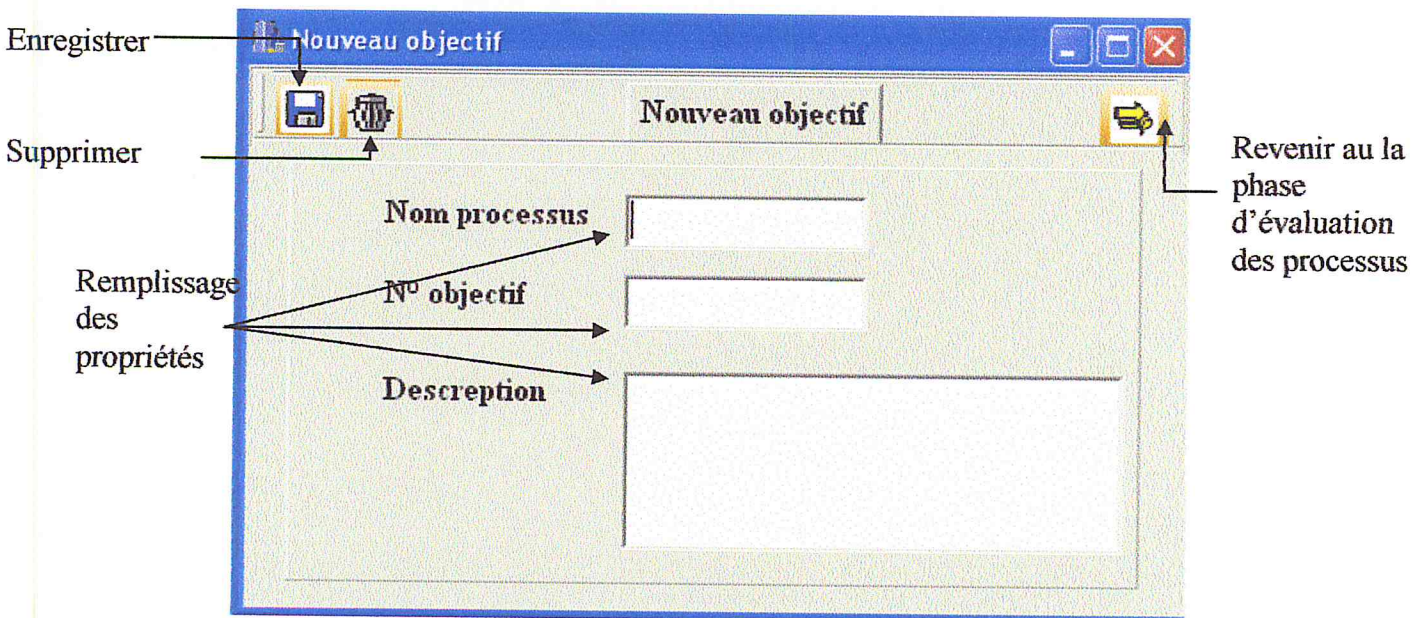 Enregistrer
Nouveau objectif
Nouveau objectif
Supprimer
Revenir au la
phase
d'évaluation
des processus
Nom processus
Remplissage
des
propriétés
N° objectif
Descreption